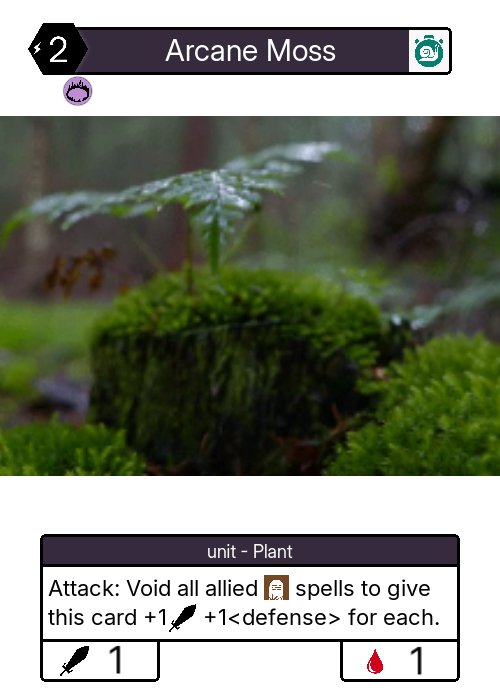 2
Arcane Moss
unit - Plant
Attack: Void all allied spells to give
this card +1 +1<defense> for each.
1
1